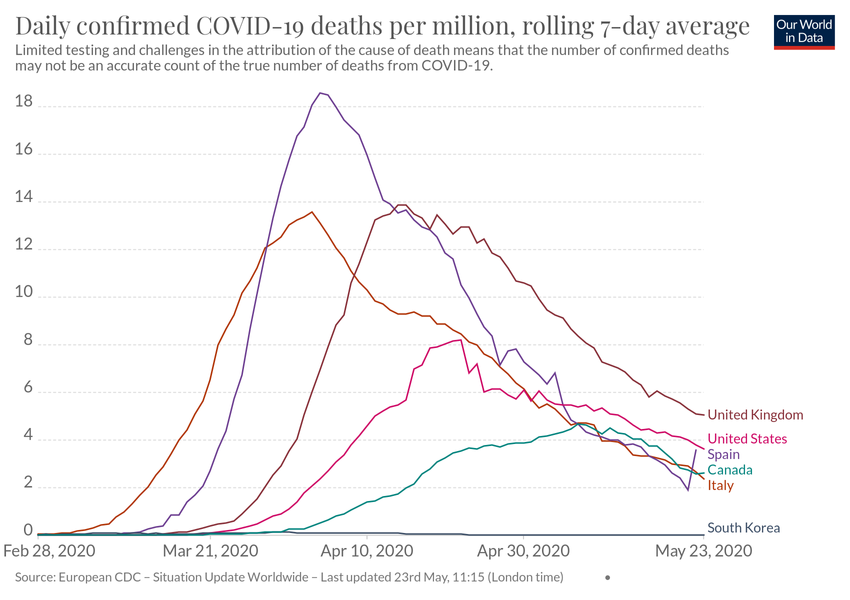 Daily confirmed COVID-19 deaths per million, rolling 7-day average
Our World
in Data
Limited testing and challenges in the attribution of the cause of death means that the number of confirmed deaths
may not be an accurate count of the true number of deaths from COVID-19.
18
16
14
12
10
8
6
4
2
0
United Kingdom
United States
Spain
Canada
Italy
South Korea
Feb 28, 2020
Mar 21, 2020
Apr 10, 2020
Apr 30, 2020
May 23, 2020
Source: European CDC – Situation Update Worldwide – Last updated 23rd May, 11:15 (London time)